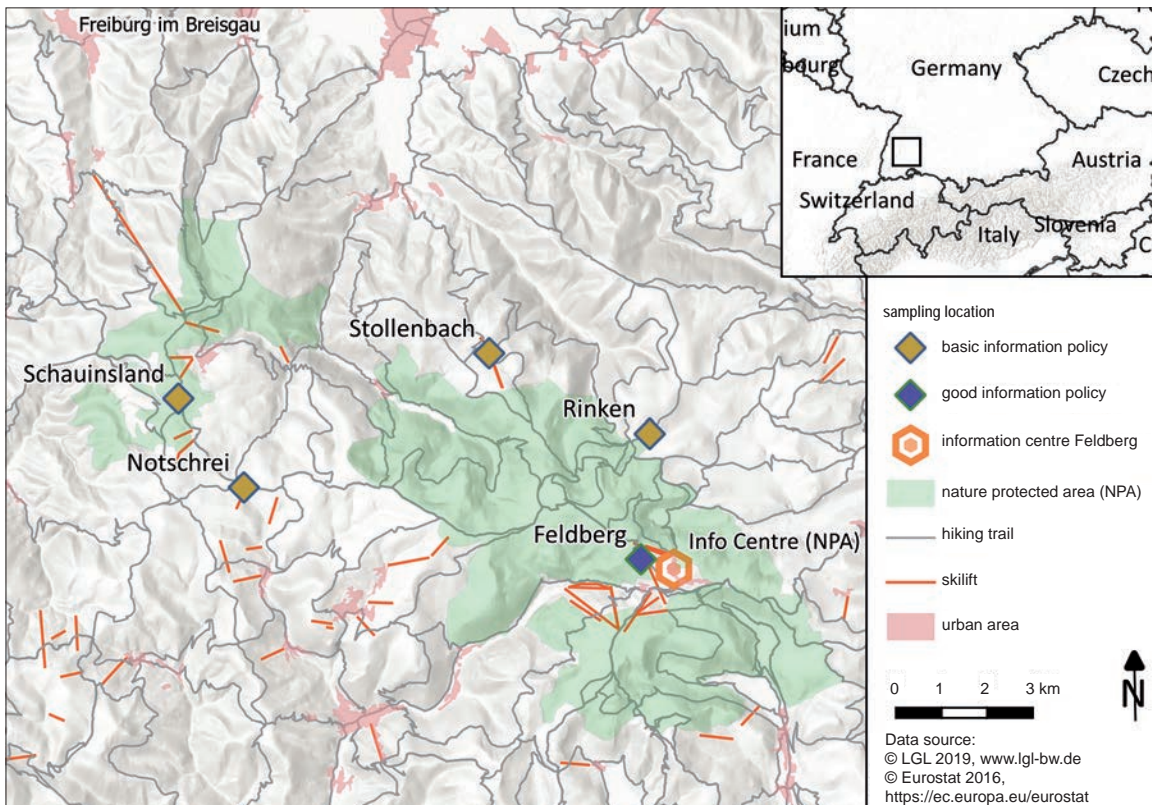 Freiburg im Breisgau
Stollenbach
Schauinsland
Rinken
Notschrei
Feldberg
Info Centre (NPA)
ium
bourg
Germany
Czech
France
Austria
Switzerland
Slovenia
Italy
C
sampling location
basic information policy
good information policy
information centre Feldberg
nature protected area (NPA)
hiking trail
skilift
urban area
0 1 2 3 km
N
Data source:
© LGL 2019, www.lgl-bw.de
© Eurostat 2016,
https://ec.europa.eu/eurostat